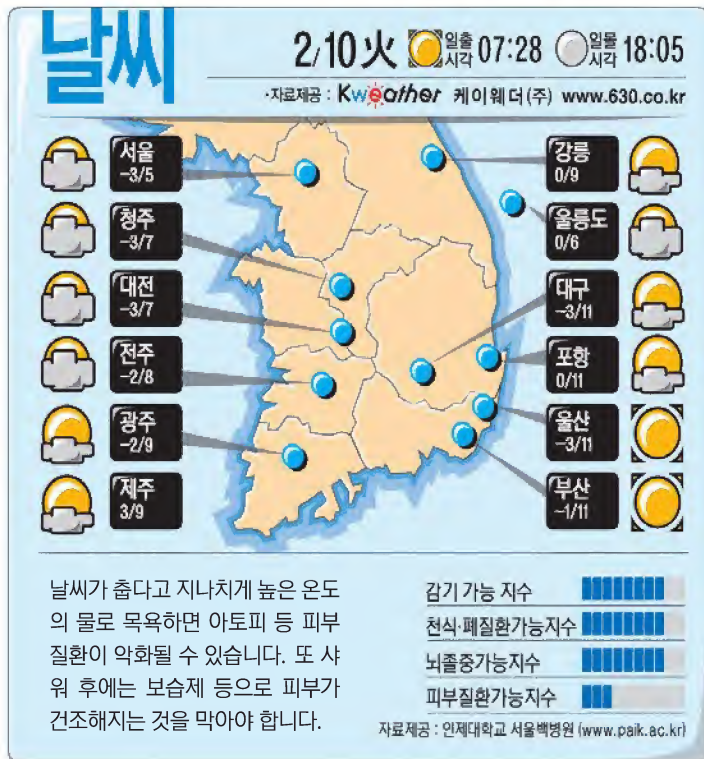 날씨
2/10 火 일출시각 07:28 일몰시각 18:05
·자료제공 : Kweather 케이웨더(주) www.630.co.kr
서울
-3/5
청주
-3/7
대전
-3/7
전주
-2/8
광주
-2/9
제주
3/9
강릉
0/9
울릉도
0/6
대구
-3/11
포항
0/11
울산
-3/11
부산
-1/11
날씨가 춥다고 지나치게 높은 온도
의 물로 목욕하면 아토피 등 피부
질환이 악화될 수 있습니다. 또 샤
워 후에는 보습제 등으로 피부가
건조해지는 것을 막아야 합니다.
감기 가능 지수
천식·폐질환가능지수
뇌졸중가능지수
피부질환가능지수
자료제공 : 인제대학교 서울백병원 (www.paik.ac.kr)